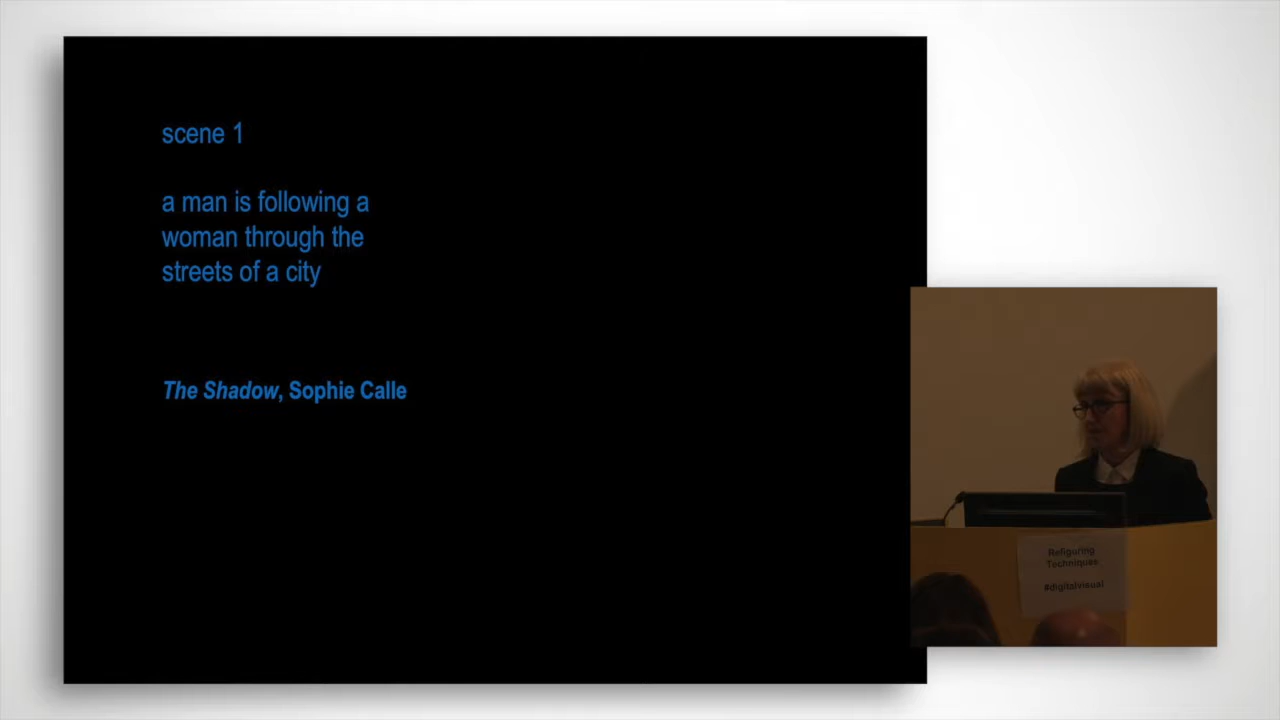 scene 1
a man is following a
woman through the
streets of a city
The Shadow, Sophie Calle
Refiguring
Techniques
#digitalvisual